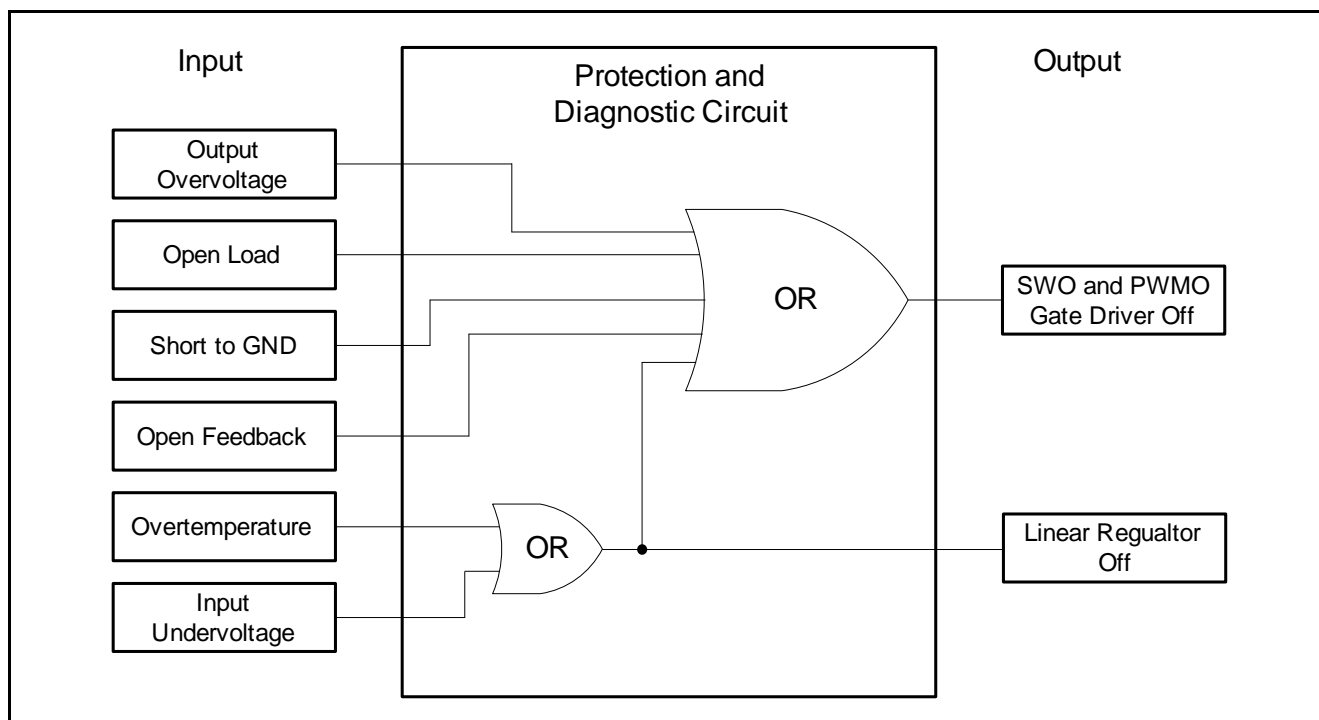 Input
Protection and
Diagnostic Circuit
Output
Output
Overvoltage
Open Load
Short to GND
Open Feedback
Overtemperature
Input
Undervoltage
OR
OR
SWO and PWMO
Gate Driver Off
Linear Regualtor
Off